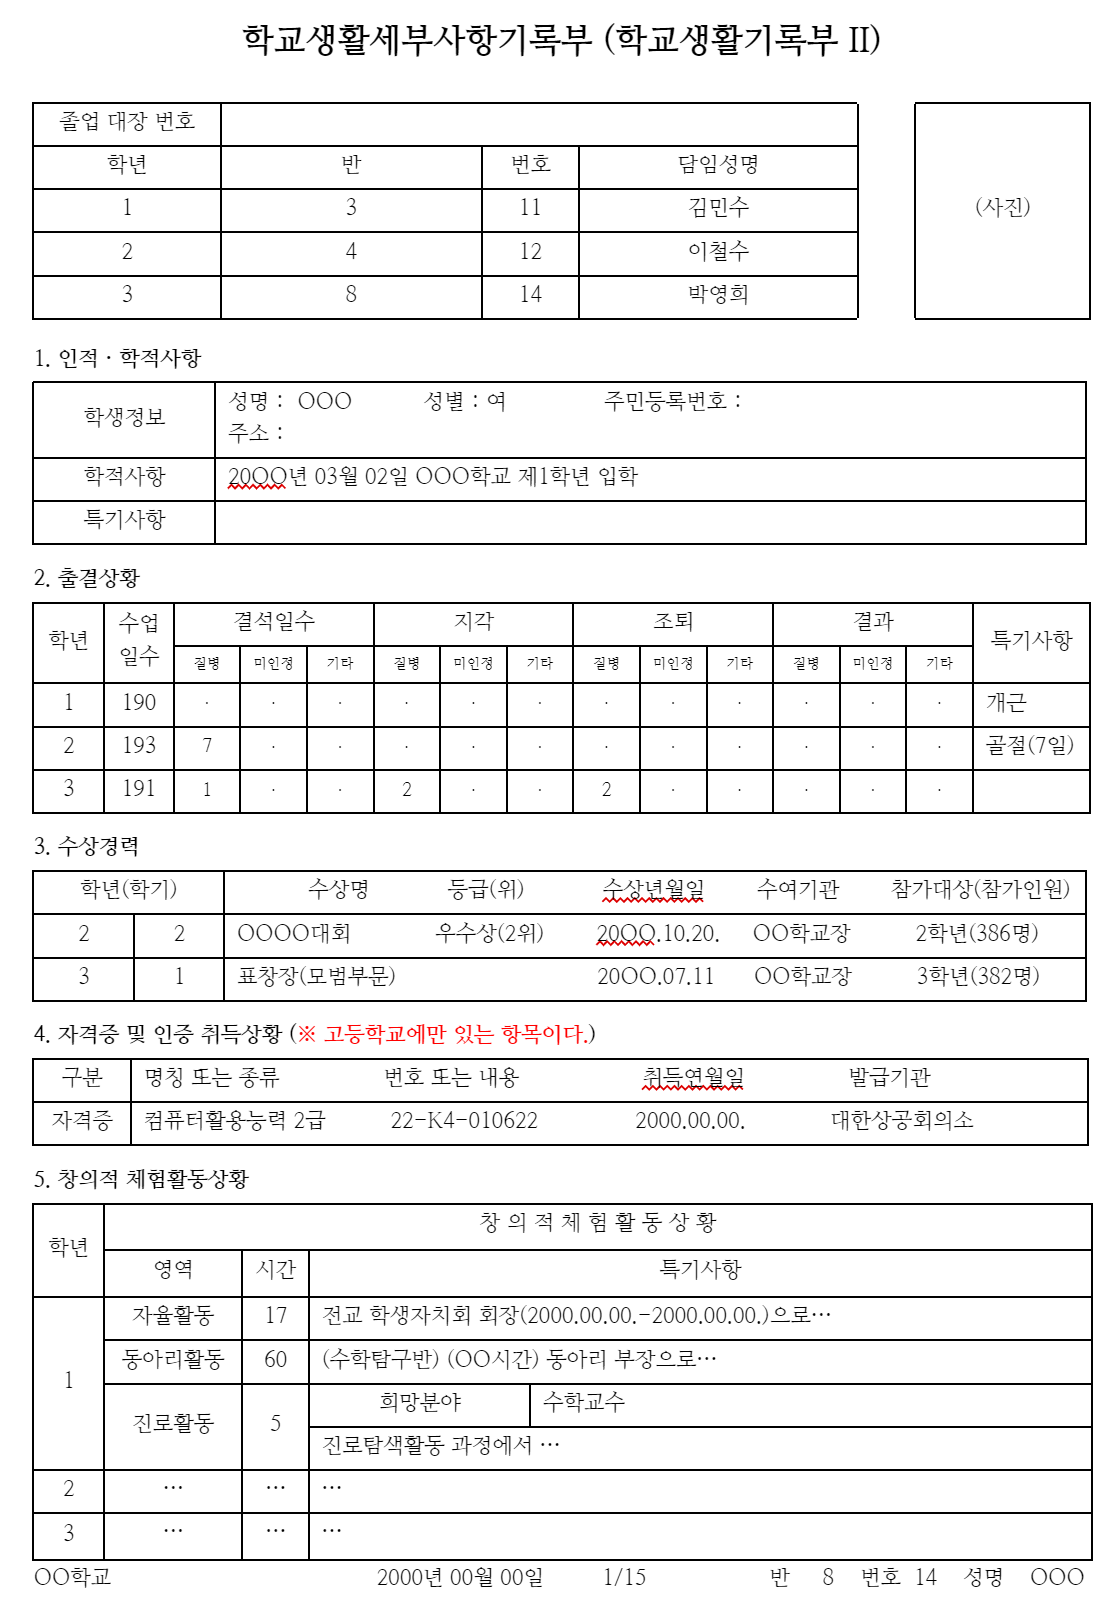 학교생활세부사항기록부 (학교생활기록부 II)
졸업 대장 번호
학년 반 번호 담임성명
(사진)
1 3 11 김민수
2 4 12 이철수
3 8 14 박영희
1. 인적·학적사항
학생정보
성명 : OOO 성별 : 여 주민등록번호 :
주소 :
학적사항 20OO년 03월 02일 OOO학교 제1학년 입학
특기사항
2. 출결상황
학년 수업 일수 결석일수 지각 조퇴 결과 특기사항
질병 미인정 기타 질병 미인정 기타 질병 미인정 기타 질병 미인정 기타
1 190 · · · · · · · · · · · · 개근
2 193 7 · · · · · · · · · · · 골절(7일)
3 191 1 · · 2 · · 2 · · · · ·
3. 수상경력
학년(학기) 수상명 등급(위) 수상년월일 수여기관 참가대상(참가인원)
2 2 OOOO대회 우수상(2위) 20OO.10.20. OO학교장 2학년(386명)
3 1 표창장(모범부문) 20OO.07.11 OO학교장 3학년(382명)
4. 자격증 및 인증 취득상황 (※ 고등학교에만 있는 항목이다.)
구분 명칭 또는 종류 번호 또는 내용 취득연월일 발급기관
자격증 컴퓨터활용능력 2급 22-K4-010622 2000.00.00. 대한상공회의소
5. 창의적 체험활동상황
학년 창 의 적 체 험 활 동 상 황
영역 시간 특기사항
1 자율활동 17 전교 학생자치회 회장(2000.00.00.-2000.00.00.)으로…
동아리활동 60 (수학탐구반) (OO시간) 동아리 부장으로…
진로활동 5 희망분야 수학교수
진로탐색활동 과정에서 …
2 … … …
3 … … …
OO학교 2000년 00월 00일 1/15 반 8 번호 14 성명 OOO